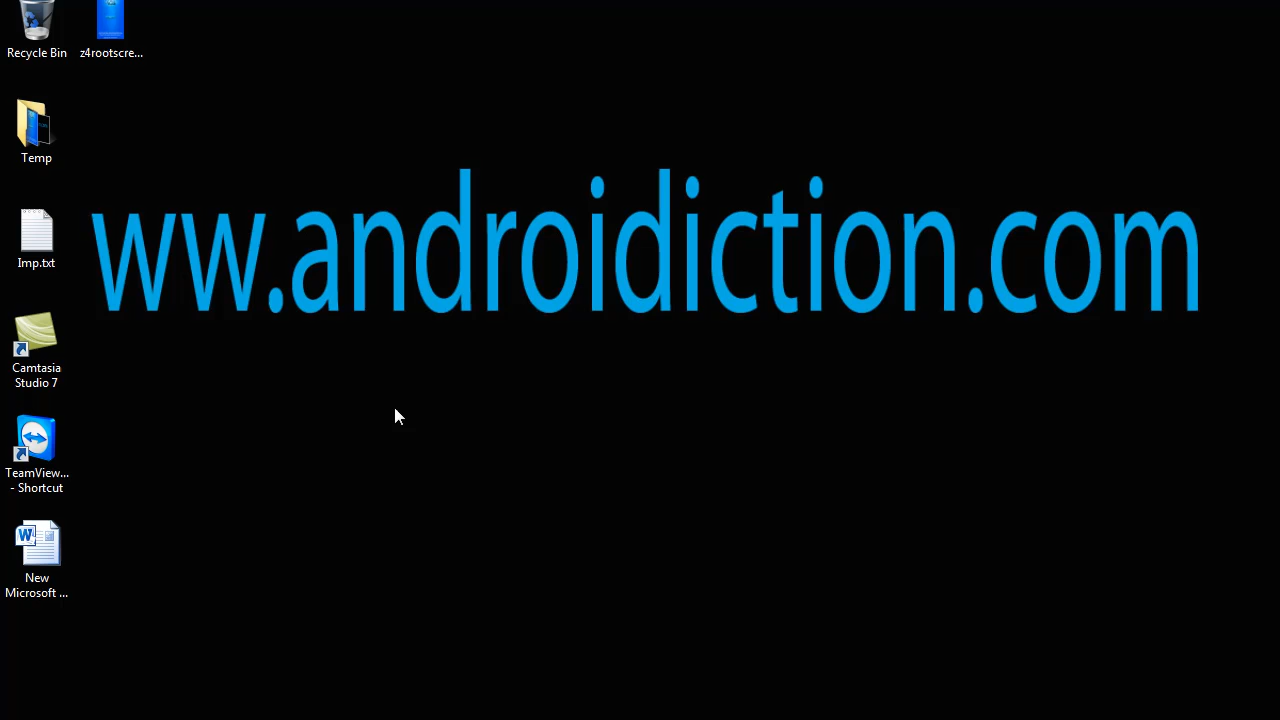 Recycle Bin
z4rootscre...
Temp
ww.androidiction.com
Imp.txt
Camtasia
Studio 7
TeamView...
- Shortcut
W
New
Microsoft ...